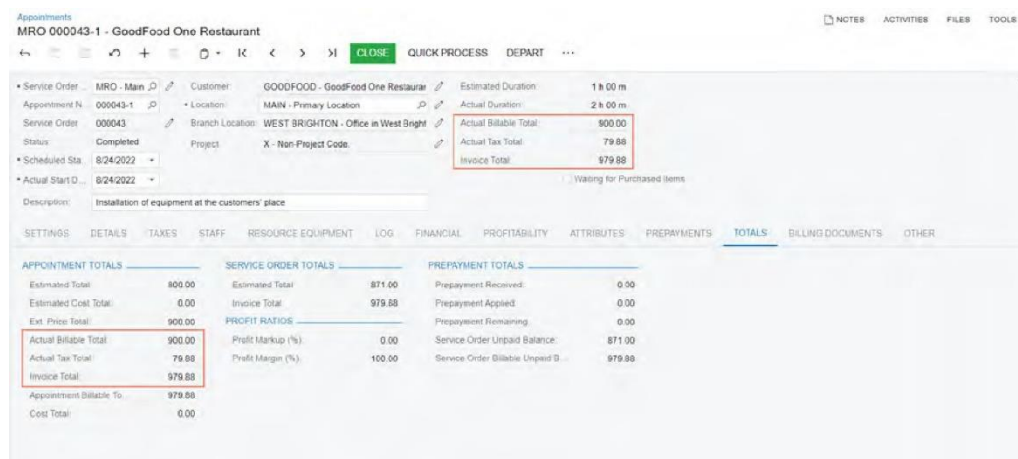 Appointments
NOTES ACTIVITIES FILES TOOLS
MRO 000043-1 - GoodFood One Restaurant
CLOSE QUICK PROCESS DEPART ...
• Service Order ... MRO - Main Customer: GOODFOOD - GoodFood One Restaurar Estimated Duration: 1 h 00 m
Appointment N... 000043-1 • Location: MAIN - Primary Location Actual Duration: 2 h 00 m
Service Order 000043 Branch Location: WEST BRIGHTON - Office in West Bright Actual Billable Total: 900.00
Status: Completed Project: X - Non-Project Code. Actual Tax Total: 79.88
• Scheduled Sta... 8/24/2022 Invoice Total: 979.88
• Actual Start D... 8/24/2022 Waiting for Purchased Items
Description: Installation of equipment at the customers' place
SETTINGS DETAILS TAXES STAFF RESOURCE EQUIPMENT LOG FINANCIAL PROFITABILITY ATTRIBUTES PREPAYMENTS TOTALS BILLING DOCUMENTS OTHER
APPOINTMENT TOTALS SERVICE ORDER TOTALS PREPAYMENT TOTALS
Estimated Total: 800.00 Estimated Total: 871.00 Prepayment Received: 0.00
Estimated Cost Total: 0.00 Invoice Total: 979.88 Prepayment Applied: 0.00
Ext. Price Total: 900.00 PROFIT RATIOS Prepayment Remaining: 0.00
Actual Billable Total: 900.00 Profit Markup (%): 0.00 Service Order Unpaid Balance: 871.00
Actual Tax Total: 79.88 Profit Margin (%): 100.00 Service Order Billable Unpaid B... 979.88
Invoice Total: 979.88
Appointment Billable To... 979.88
Cost Total: 0.00